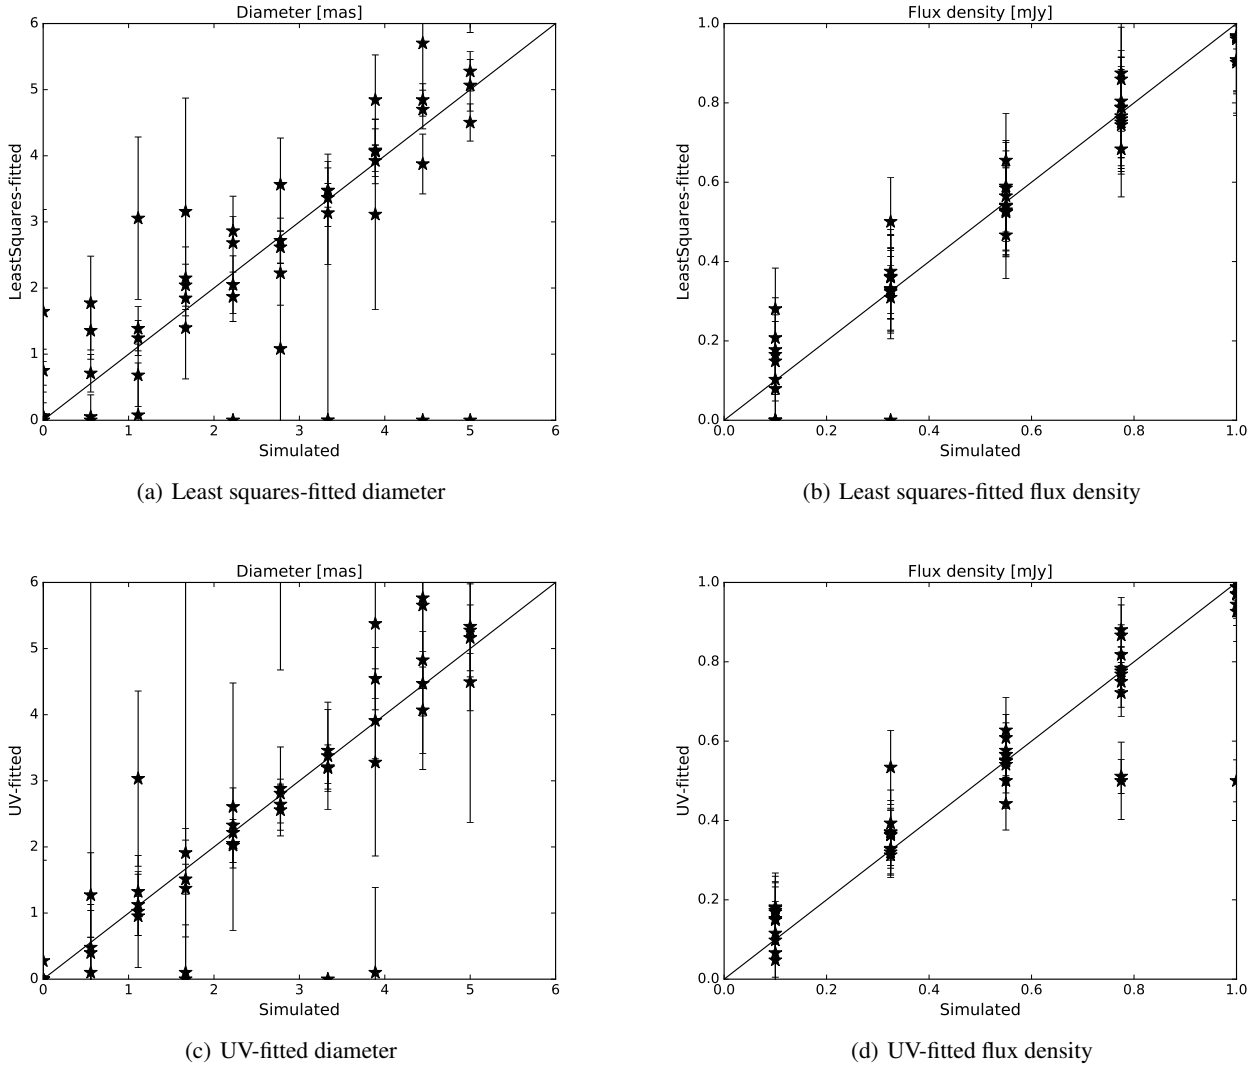 Diameter [mas]
6
5
4
3
2
1
0
LeastSquares-fitted
0 1 2 3 4 5 6
Simulated
(a) Least squares-fitted diameter
Flux density [mJy]
1.0
0.8
0.6
0.4
0.2
0.0
LeastSquares-fitted
0.0 0.2 0.4 0.6 0.8 1.0
Simulated
(b) Least squares-fitted flux density
Diameter [mas]
6
5
4
3
2
1
0
UV-fitted
0 1 2 3 4 5 6
Simulated
(c) UV-fitted diameter
Flux density [mJy]
1.0
0.8
0.6
0.4
0.2
0.0
UV-fitted
0.0 0.2 0.4 0.6 0.8 1.0
Simulated
(d) UV-fitted flux density